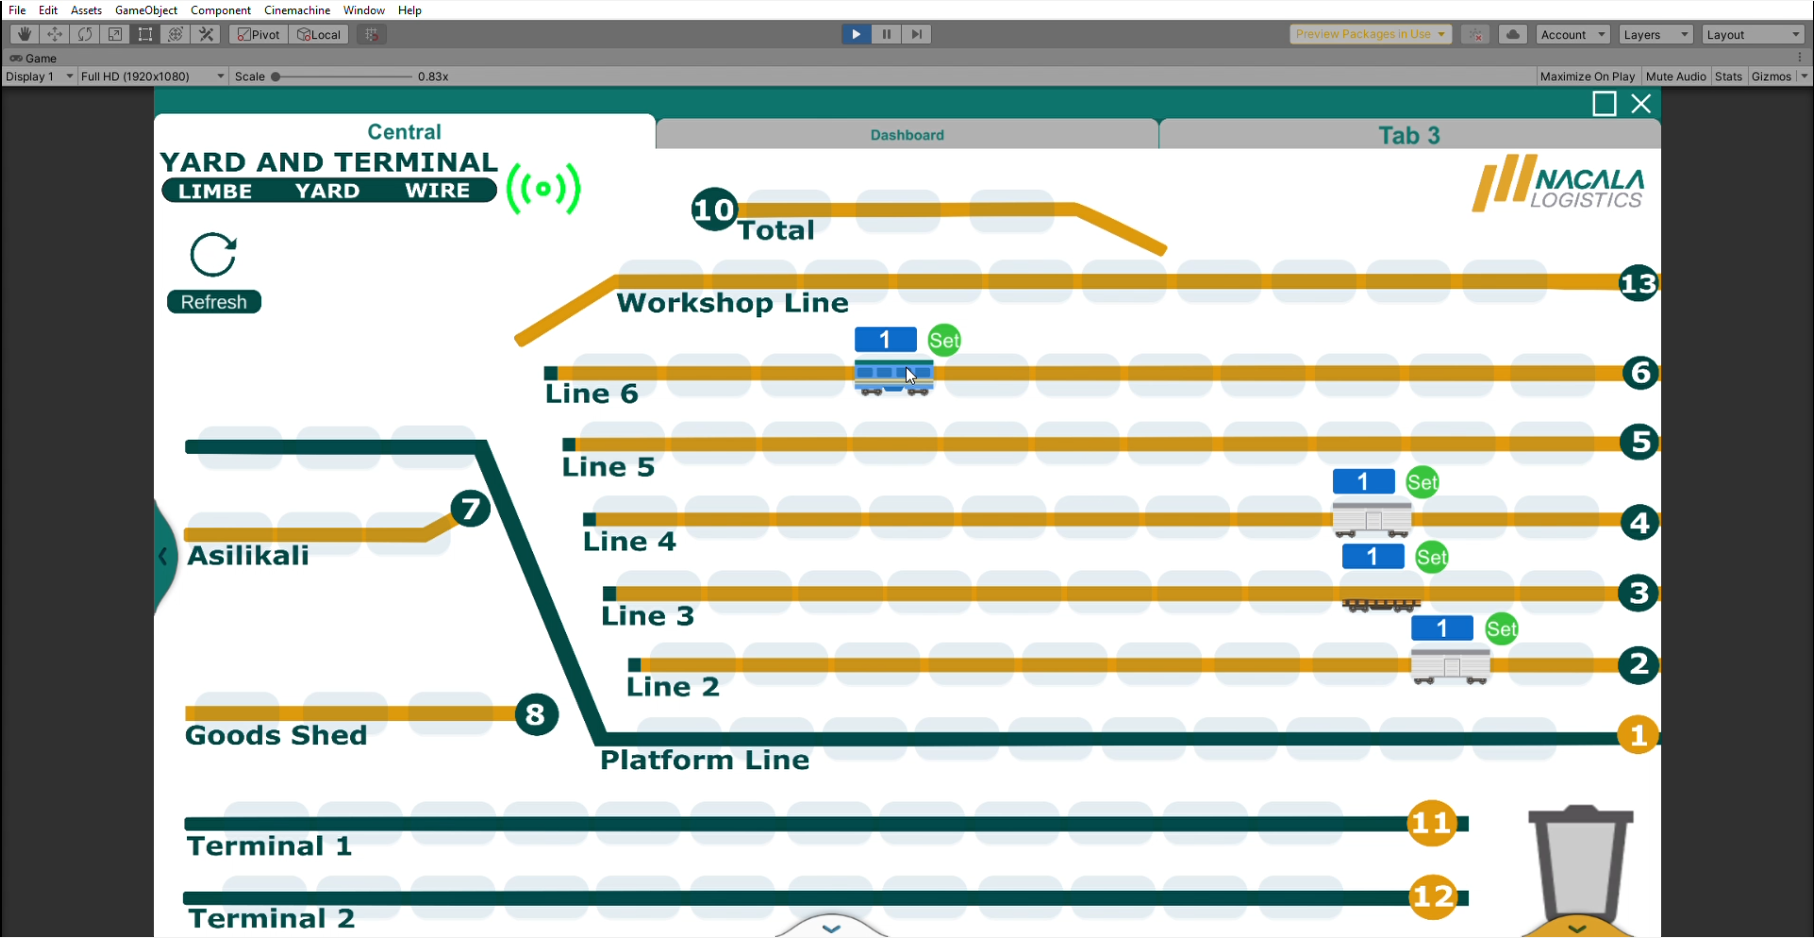 File Edit Assets GameObject Component Cinemachine Window Help
Pivot Local Preview Packages in Use Account Layers Layout
Game
Display 1 Full HD (1920x1080) Scale 0.83x Maximize On Play Mute Audio Stats Gizmos
Central Dashboard Tab 3
YARD AND TERMINAL
LIMBE YARD WIRE
NACALA
LOGISTICS
10
Total
Refresh
13
Workshop Line
1 Set
6
Line 6
5
Line 5
1 Set
7
4
Line 4
Asilikali
1 Set
3
Line 3
1 Set
2
Line 2
8
Goods Shed
1
Platform Line
11
Terminal 1
12
Terminal 2